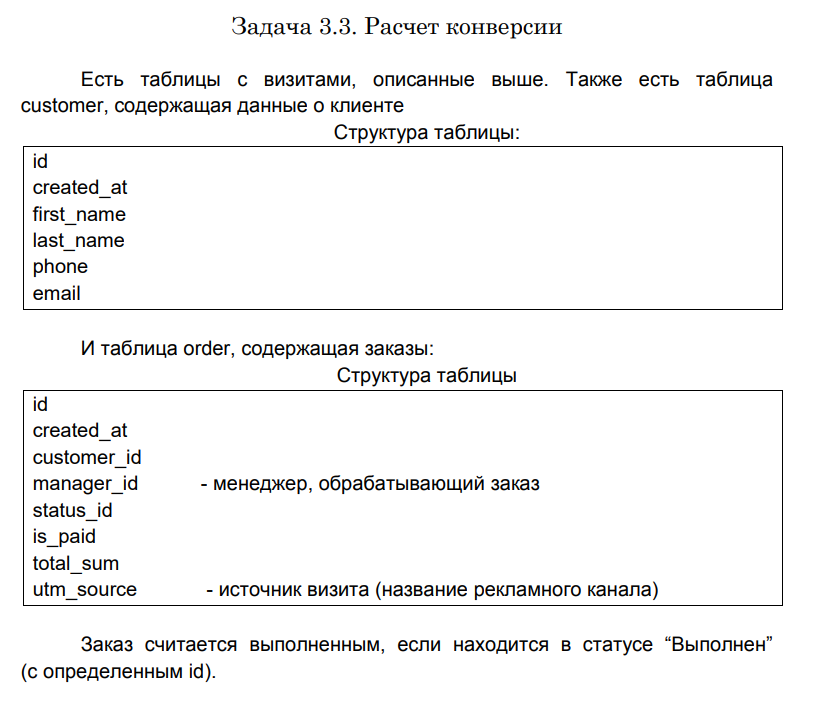 Задача 3.3. Расчет конверсии
Есть таблицы с визитами, описанные выше. Также есть таблица
customer, содержащая данные о клиенте
Структура таблицы:
id
created_at
first_name
last_name
phone
email
И таблица order, содержащая заказы:
Структура таблицы
id
created_at
customer_id
manager_id - менеджер, обрабатывающий заказ
status_id
is_paid
total_sum
utm_source - источник визита (название рекламного канала)
Заказ считается выполненным, если находится в статусе “Выполнен”
(с определенным id).